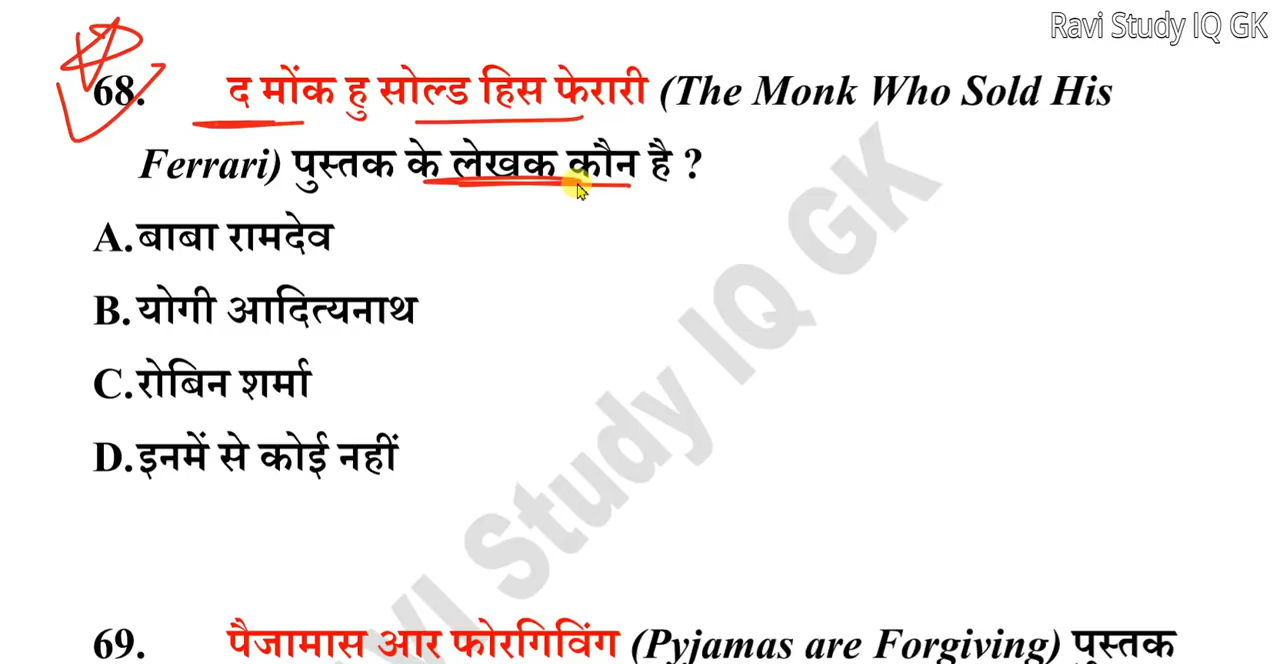 Ravi Study IQ GK
68. द मोंक हु सोल्ड हिस फेरारी (The Monk Who Sold His
Ferrari) पुस्तक के लेखक कौन है ?
A. बाबा रामदेव
B. योगी आदित्यनाथ
C. रोबिन शर्मा
D. इनमें से कोई नहीं
69. पैजामास आर फोरगिविंग (Pyjamas are Forgiving) पुस्तक
VI Study IQ GK